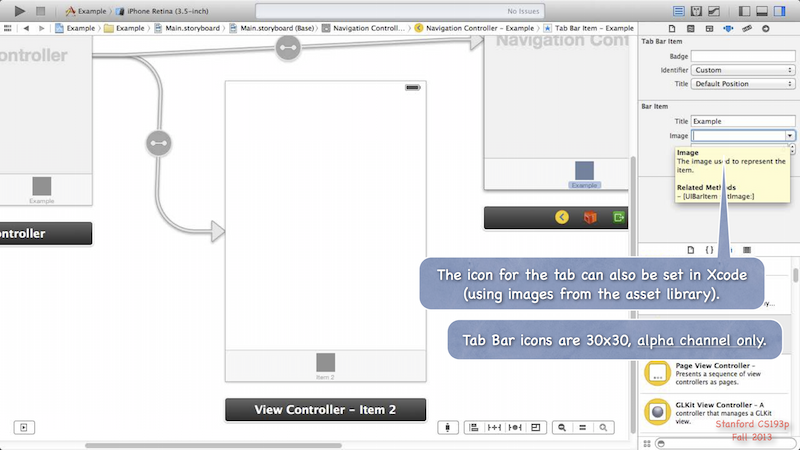 Example
iPhone Retina (3.5-inch)
No Issues
Example
Example
Main.storyboard
Main.storyboard (Base)
Navigation Controll…
Navigation Controller – Example
Tab Bar Item – Example
Controller
Navigation Cont
Example
ontroller
Item 2
View Controller – Item 2
Example
Tab Bar Item
Badge
Identifier
Custom
Title
Default Position
Bar Item
Title
Example
Image
Image
The image used to represent the
item.
Related Methods
– [UIBarItem
tImage:]
The icon for the tab can also be set in Xcode
(using images from the asset library).
Tab Bar icons are 30x30, alpha channel only.
Page View Controller –
Presents a sequence of view
controllers as pages.
GLKit View Controller – A
controller that manages a GLKit
view.
Stanford CS193p
Fall 2013